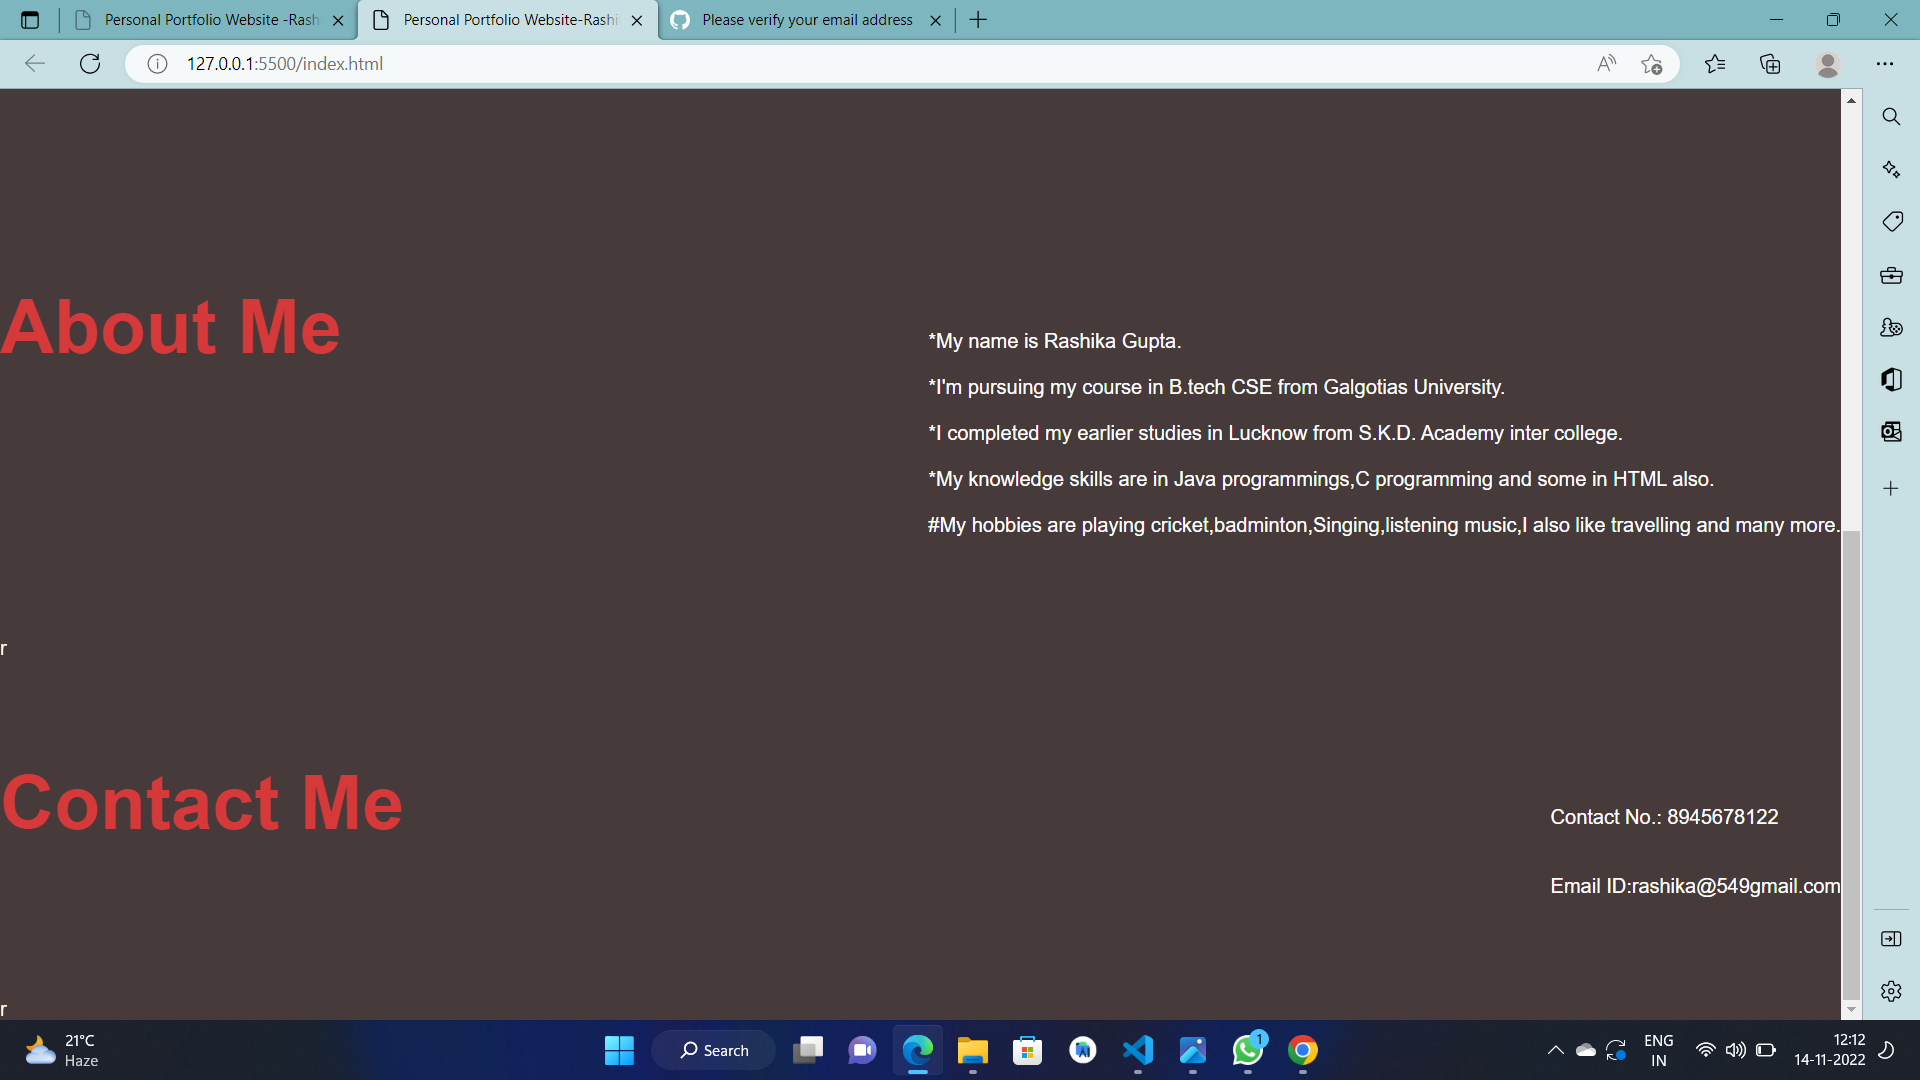 Personal Portfolio Website -Rash
Personal Portfolio Website-Rashi
Please verify your email address
127.0.0.1:5500/index.html
About Me
*My name is Rashika Gupta.
*I'm pursuing my course in B.tech CSE from Galgotias University.
*I completed my earlier studies in Lucknow from S.K.D. Academy inter college.
*My knowledge skills are in Java programmings,C programming and some in HTML also.
#My hobbies are playing cricket,badminton,Singing,listening music,I also like travelling and many more.
r
Contact Me
Contact No.: 8945678122
Email ID:rashika@549gmail.com
r
21°C
Haze
Search
1
ENG
IN
12:12
14-11-2022